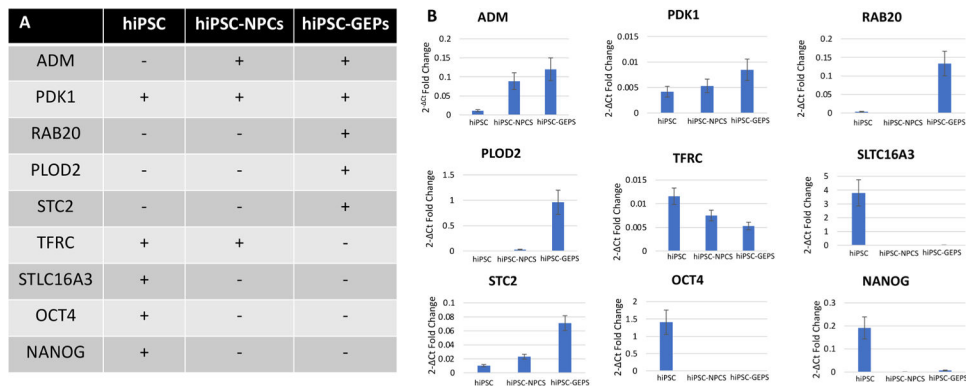 A hiPSC hiPSC-NPCs hiPSC-GEPs
ADM - + +
PDK1 + + +
RAB20 - - +
PLOD2 - - +
STC2 - - +
TFRC + + -
STLC16A3 + - -
OCT4 + - -
NANOG + - -
B
ADM
2-ΔCt Fold Change
0.2
0.15
0.1
0.05
0
hiPSC hiPSC-NPCS hiPSC-GEPS
PDK1
2-ΔCt Fold Change
0.015
0.01
0.005
0
hiPSC hiPSC-NPCS hiPSC-GEPS
RAB20
2-ΔCt Fold Change
0.2
0.15
0.1
0.05
0
hiPSC hiPSC-NPCS hiPSC-GEPS
PLOD2
2-ΔCt Fold Change
1.5
1
0.5
0
hiPSC hiPSC-NPCS hiPSC-GEPS
TFRC
2-ΔCt Fold Change
0.015
0.01
0.005
0
hiPSC hiPSC-NPCS hiPSC-GEPS
SLTC16A3
2-ΔCt Fold Change
5
4
3
2
1
0
hiPSC hiPSC-NPCS hiPSC-GEPS
STC2
2-ΔCt Fold Change
0.1
0.08
0.06
0.04
0.02
0
hiPSC hiPSC-NPCS hiPSC-GEPS
OCT4
2-ΔCt Fold Change
2
1.5
1
0.5
0
hiPSC hiPSC-NPCS hiPSC-GEPS
NANOG
2-ΔCt Fold Change
0.3
0.2
0.1
0
hiPSC hiPSC-NPCS hiPSC-GEPS